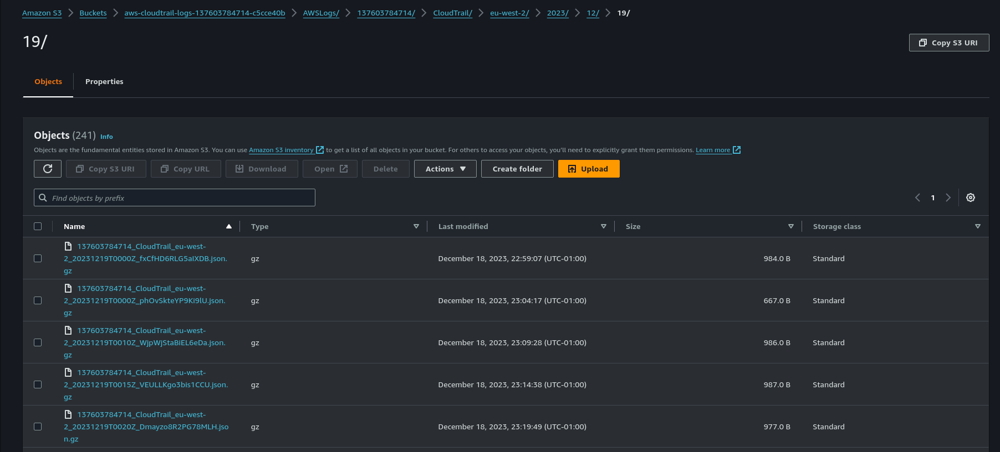 Amazon S3 > Buckets > aws-cloudtrail-logs-137603784714-c5cce40b > AWSLogs/ > 137603784714/ > CloudTrail/ > eu-west-2/ > 2023/ > 12/ > 19/
19/
Copy S3 URI
Objects Properties
Objects (241) Info
Objects are the fundamental entities stored in Amazon S3. You can use Amazon S3 inventory to get a list of all objects in your bucket. For others to access your objects, you'll need to explicitly grant them permissions. Learn more
Copy S3 URI Copy URL Download Open Delete Actions Create folder Upload
Find objects by prefix
1
Name Type Last modified Size Storage class
137603784714_CloudTrail_eu-west-
2_20231219T0000Z_fxCfHD6RLG5aIXDB.json. gz December 18, 2023, 22:59:07 (UTC-01:00) 984.0 B Standard
gz
137603784714_CloudTrail_eu-west-
2_20231219T0000Z_phOvSkteYP9Ki9lU.json. gz December 18, 2023, 23:04:17 (UTC-01:00) 667.0 B Standard
gz
137603784714_CloudTrail_eu-west-
2_20231219T0010Z_WjpWjStaBiEL6eDa.json. gz December 18, 2023, 23:09:28 (UTC-01:00) 986.0 B Standard
gz
137603784714_CloudTrail_eu-west-
2_20231219T0015Z_VEULLKgo3bis1CCU.json. gz December 18, 2023, 23:14:38 (UTC-01:00) 987.0 B Standard
gz
137603784714_CloudTrail_eu-west-
2_20231219T0020Z_Dmayzo8R2PG78MLH.jso gz December 18, 2023, 23:19:49 (UTC-01:00) 977.0 B Standard
n.gz